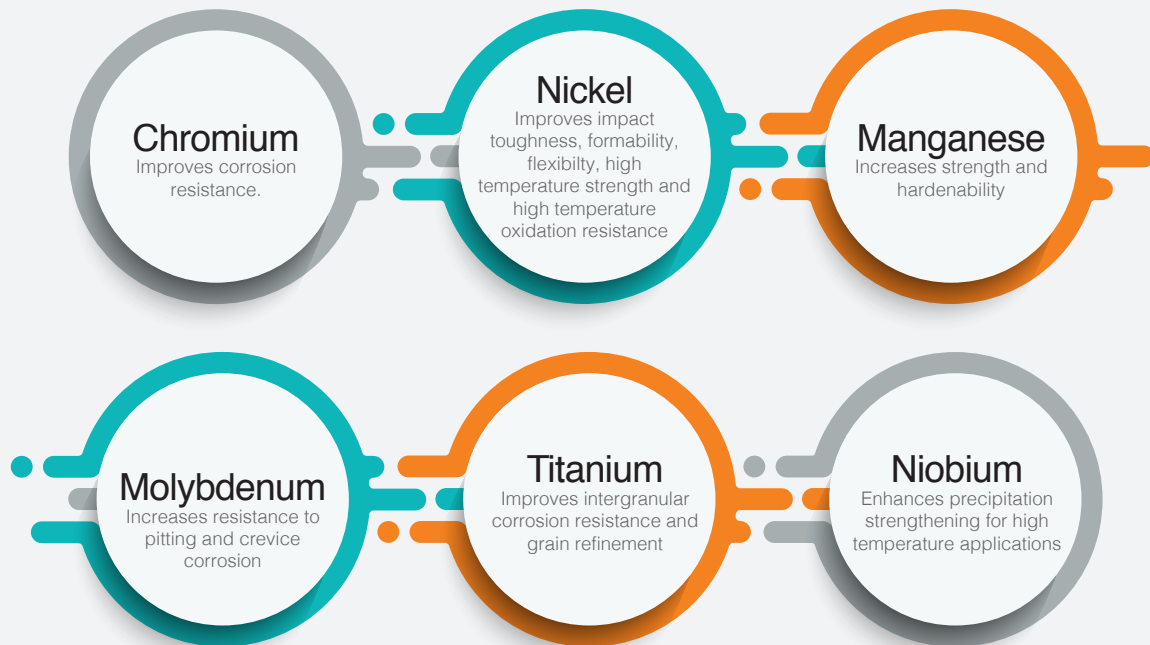 Chromium
Improves corrosion
resistance.
Nickel
Improves impact
toughness, formability,
flexibilty, high
temperature strength and
high temperature
oxidation resistance
Manganese
Increases strength and
hardenability
Molybdenum
Increases resistance to
pitting and crevice
corrosion
Titanium
Improves intergranular
corrosion resistance and
grain refinement
Niobium
Enhances precipitation
strengthening for high
temperature applications